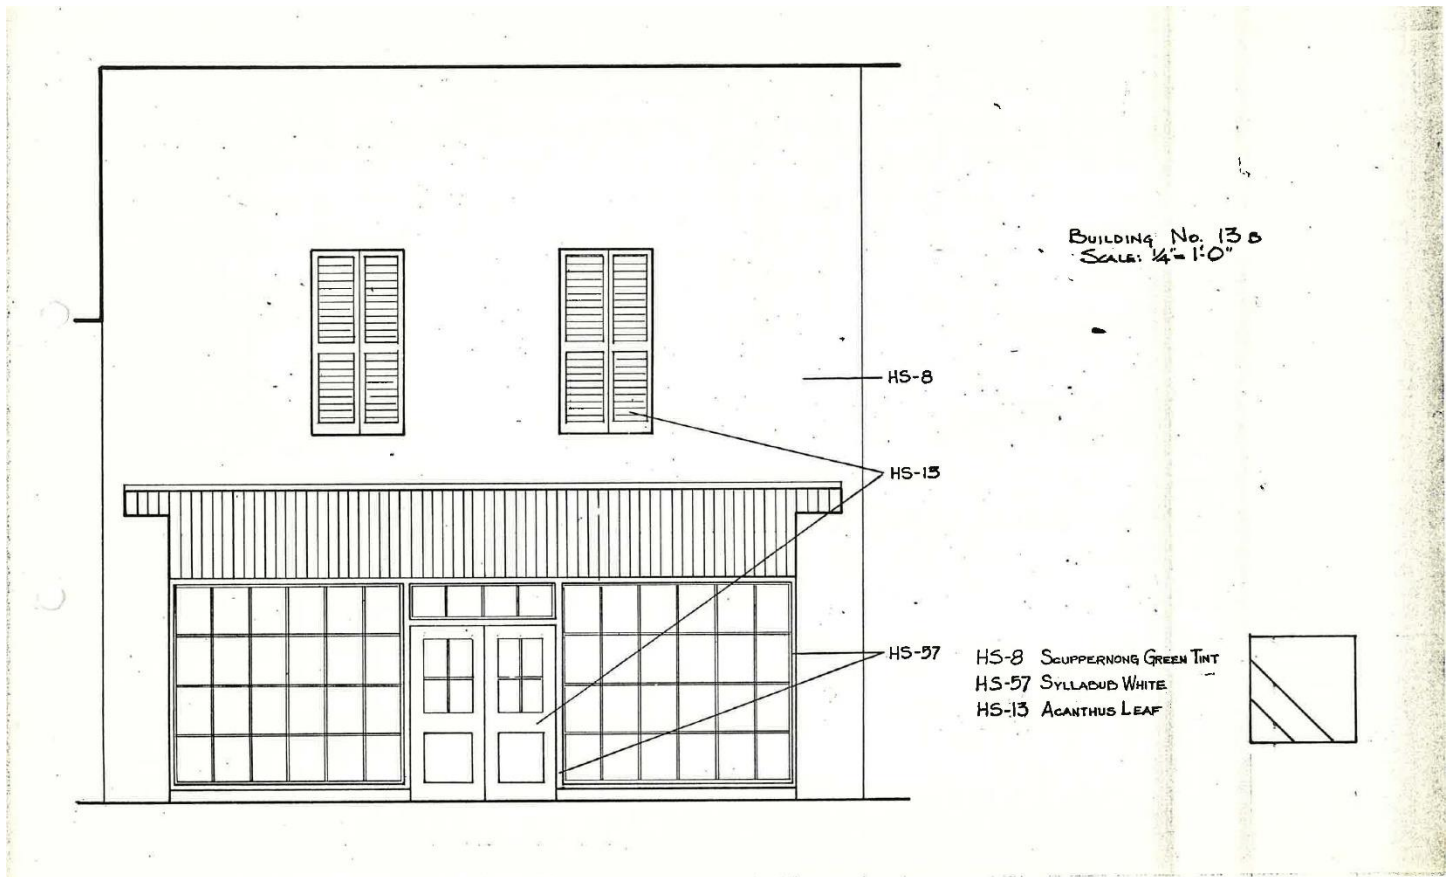 BUILDING No. 13 B
SCALE: ¼"=1'-0"
HS-8
HS-13
HS-57
HS-8 SCUPPERNONG GREEN TINT
HS-57 SYLLABUB WHITE
HS-13 ACANTHUS LEAF